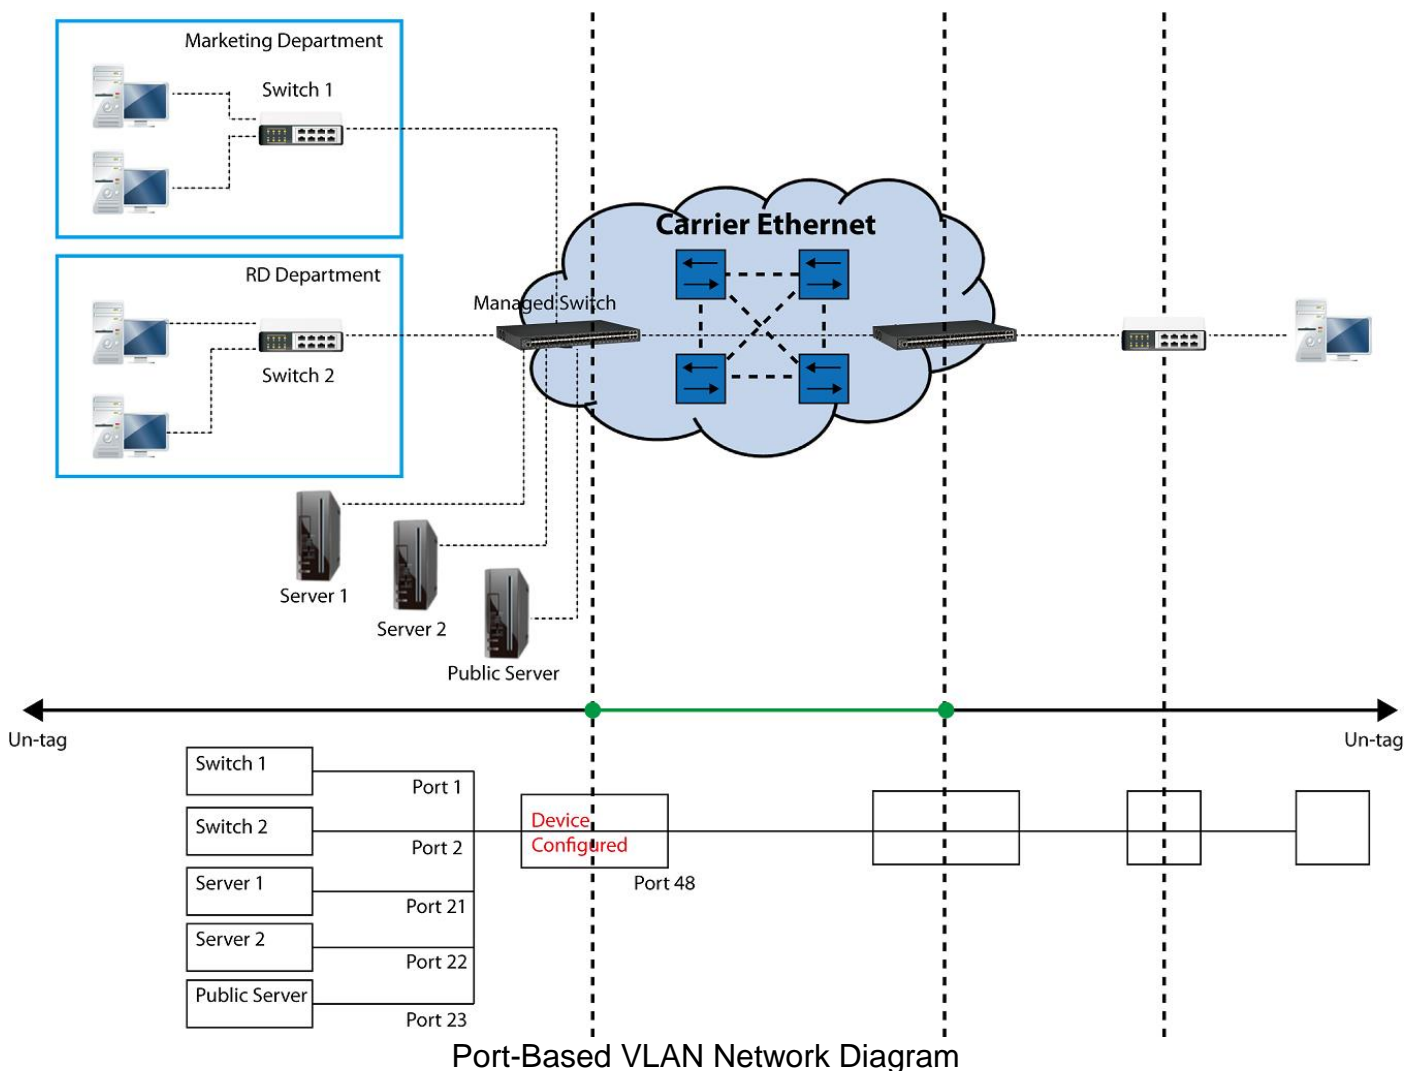 Marketing Department
Switch 1
Carrier Ethernet
RD Department
Managed Switch
Switch 2
Server 1
Server 2
Public Server
Un-tag
Un-tag
Switch 1
Port 1
Switch 2
Port 2
Device
Configured
Port 48
Server 1
Port 21
Server 2
Port 22
Public Server
Port 23
Port-Based VLAN Network Diagram